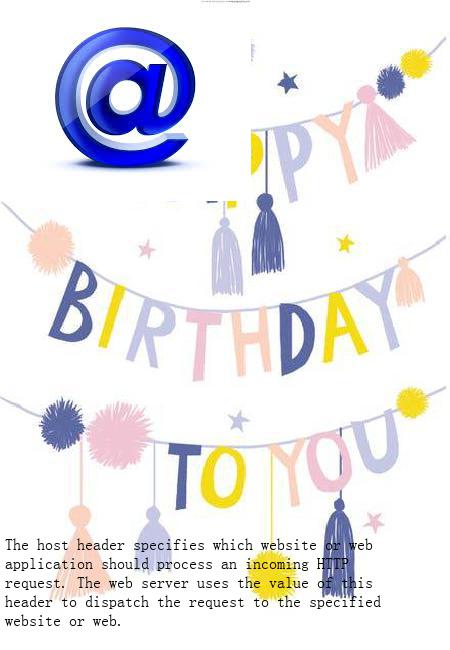 @
PPY
BIRTHDAY
TO YOU
The host header specifies which website or web
application should process an incoming HTTP
request. The web server uses the value of this
header to dispatch the request to the specified
website or web.